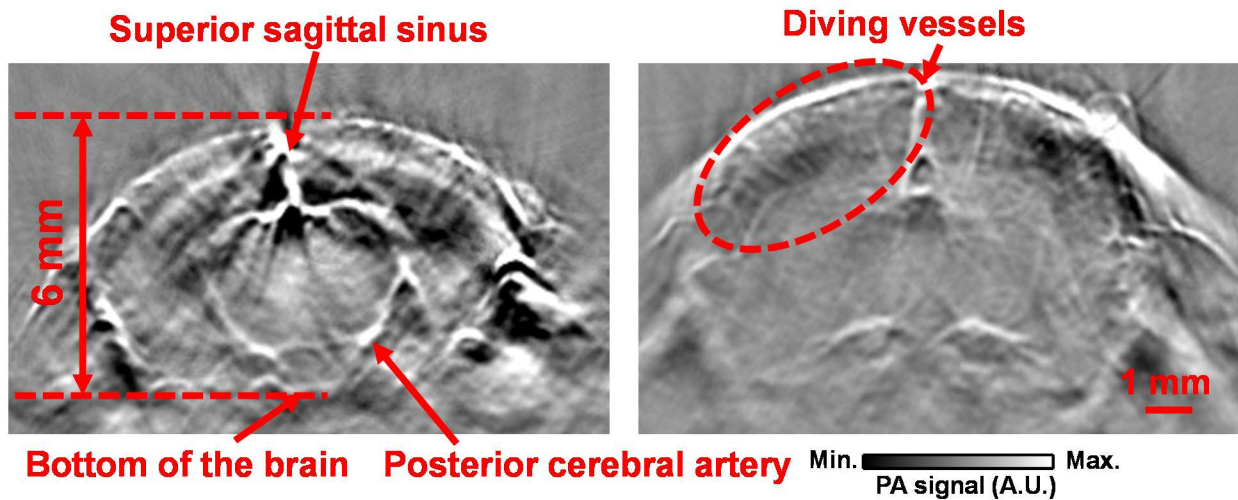 Superior sagittal sinus
Diving vessels
6 mm
1 mm
Bottom of the brain
Posterior cerebral artery
Min.
Max.
PA signal (A.U.)